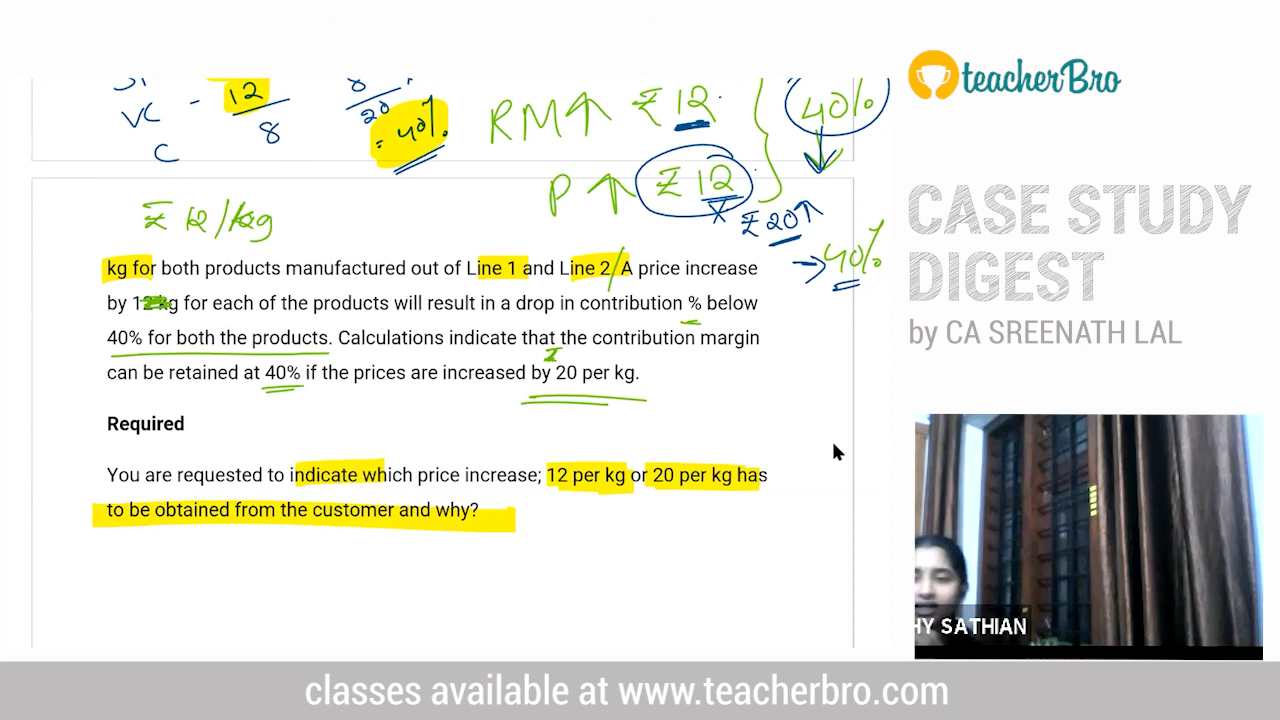 12
VC -
8
C
8
20
= 40%
RM↑ ₹ 12
40%
P ↑ ₹ 12
₹ 20↑
→ 40%
₹ 12/kg
kg for both products manufactured out of Line 1 and Line 2/A price increase
by 12 kg for each of the products will result in a drop in contribution % below
40% for both the products. Calculations indicate that the contribution margin
can be retained at 40% if the prices are increased by 20 per kg.
Required
You are requested to indicate which price increase; 12 per kg or 20 per kg has
to be obtained from the customer and why?
teacherBro
CASE STUDY
DIGEST
by CA SREENATH LAL
HY SATHIAN
classes available at www.teacherbro.com